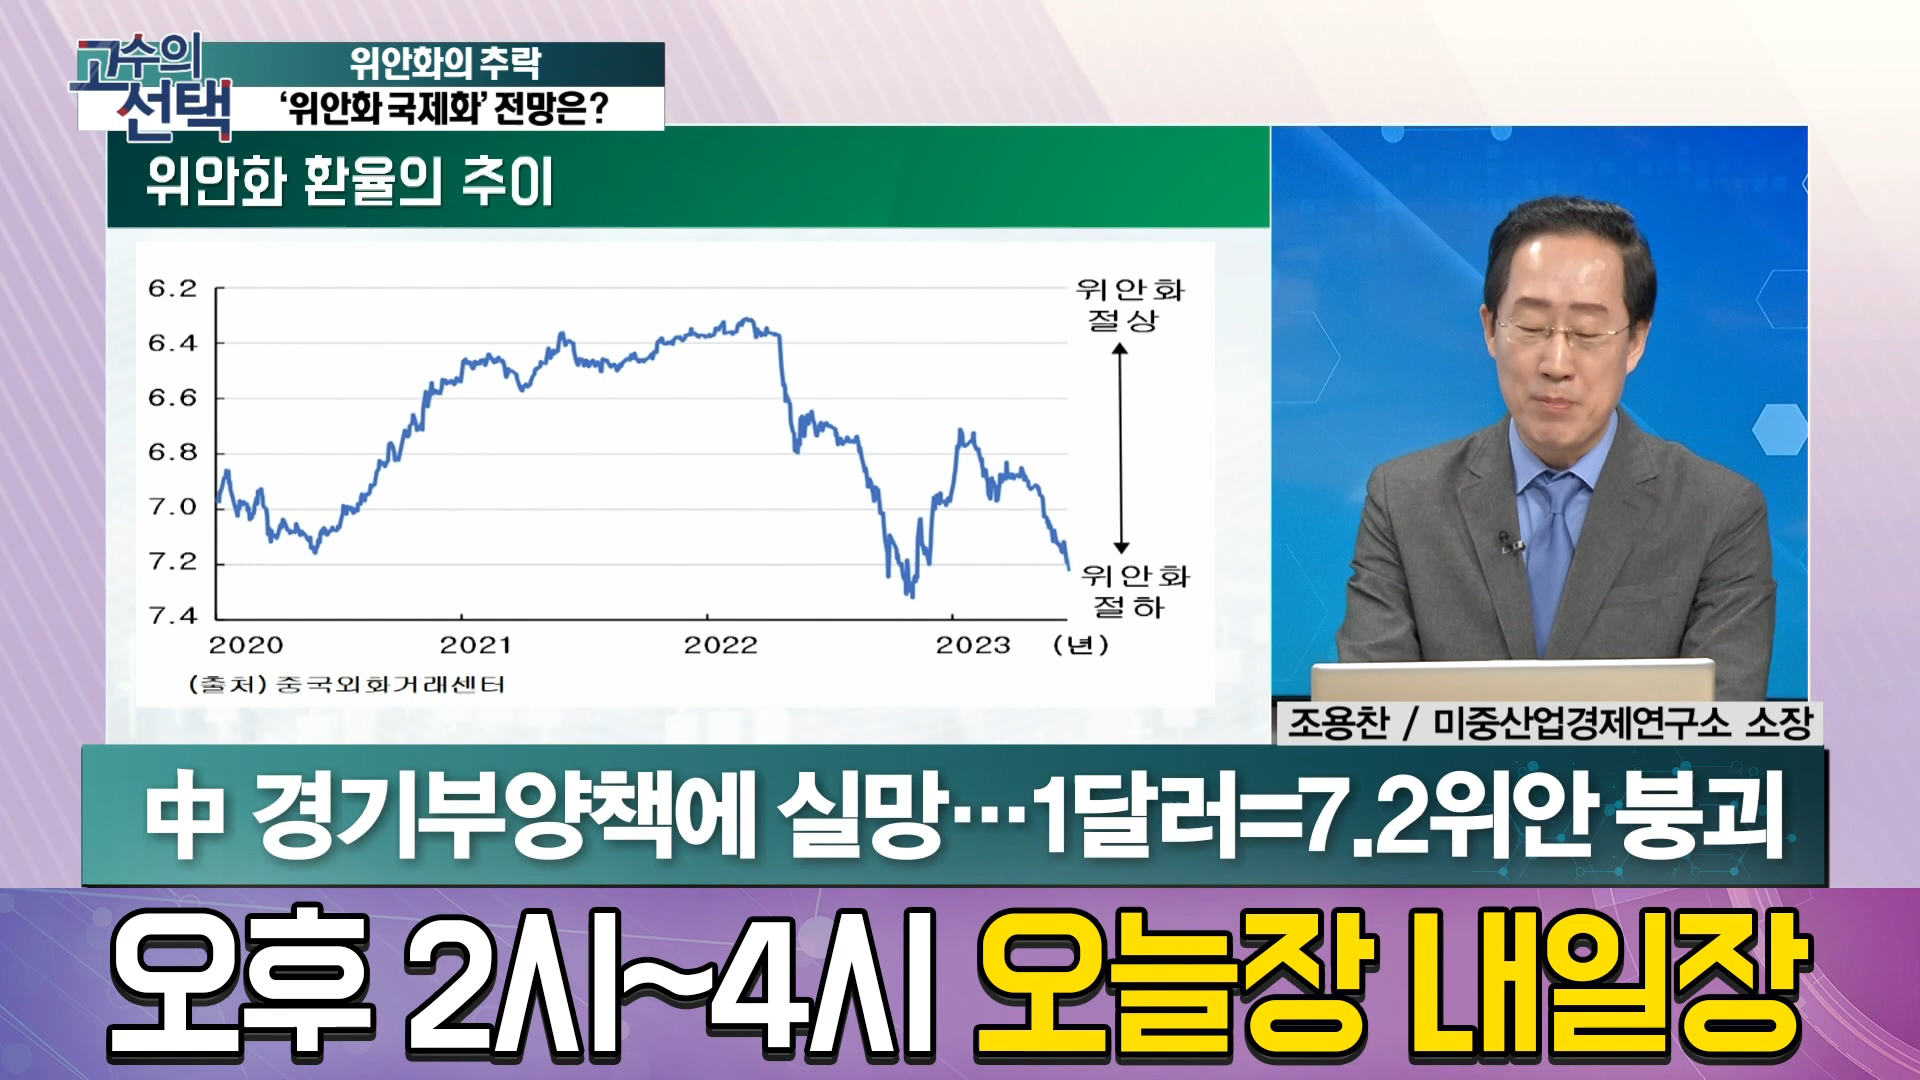 고수의
선택
위안화의 추락
‘위안화 국제화’ 전망은?
위안화 환율의 추이
6.2
6.4
6.6
6.8
7.0
7.2
7.4
2020 2021 2022 2023 (년)
위안화
절상
위안화
절하
(출처) 중국외화거래센터
조용찬 / 미중산업경제연구소 소장
中 경기부양책에 실망…1달러=7.2위안 붕괴
오후 2시~4시 오늘장 내일장